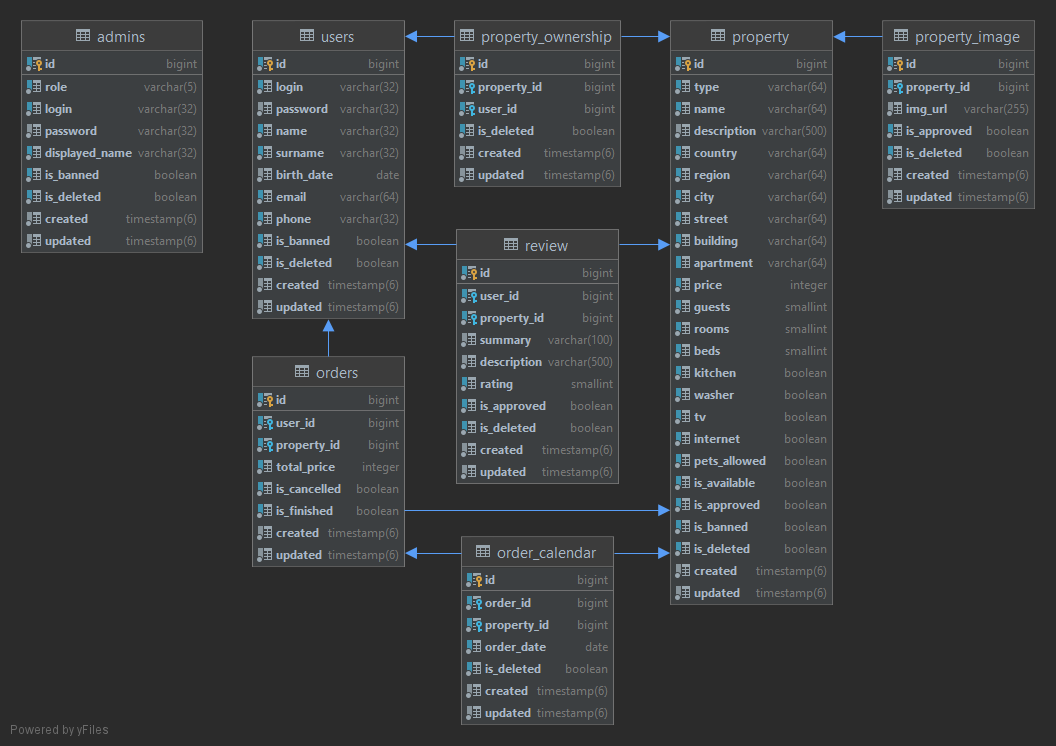 admins
id bigint
role varchar(5)
login varchar(32)
password varchar(32)
displayed_name varchar(32)
is_banned boolean
is_deleted boolean
created timestamp(6)
updated timestamp(6)
users
id bigint
login varchar(32)
password varchar(32)
name varchar(32)
surname varchar(32)
birth_date date
email varchar(64)
phone varchar(32)
is_banned boolean
is_deleted boolean
created timestamp(6)
updated timestamp(6)
property_ownership
id bigint
property_id bigint
user_id bigint
is_deleted boolean
created timestamp(6)
updated timestamp(6)
property
id bigint
type varchar(64)
name varchar(64)
description varchar(500)
country varchar(64)
region varchar(64)
city varchar(64)
street varchar(64)
building varchar(64)
apartment varchar(64)
price integer
guests smallint
rooms smallint
beds smallint
kitchen boolean
washer boolean
tv boolean
internet boolean
pets_allowed boolean
is_available boolean
is_approved boolean
is_banned boolean
is_deleted boolean
created timestamp(6)
updated timestamp(6)
property_image
id bigint
property_id bigint
img_url varchar(255)
is_approved boolean
is_deleted boolean
created timestamp(6)
updated timestamp(6)
review
id bigint
user_id bigint
property_id bigint
summary varchar(100)
description varchar(500)
rating smallint
is_approved boolean
is_deleted boolean
created timestamp(6)
updated timestamp(6)
orders
id bigint
user_id bigint
property_id bigint
total_price integer
is_cancelled boolean
is_finished boolean
created timestamp(6)
updated timestamp(6)
order_calendar
id bigint
order_id bigint
property_id bigint
order_date date
is_deleted boolean
created timestamp(6)
updated timestamp(6)
Powered by yFiles